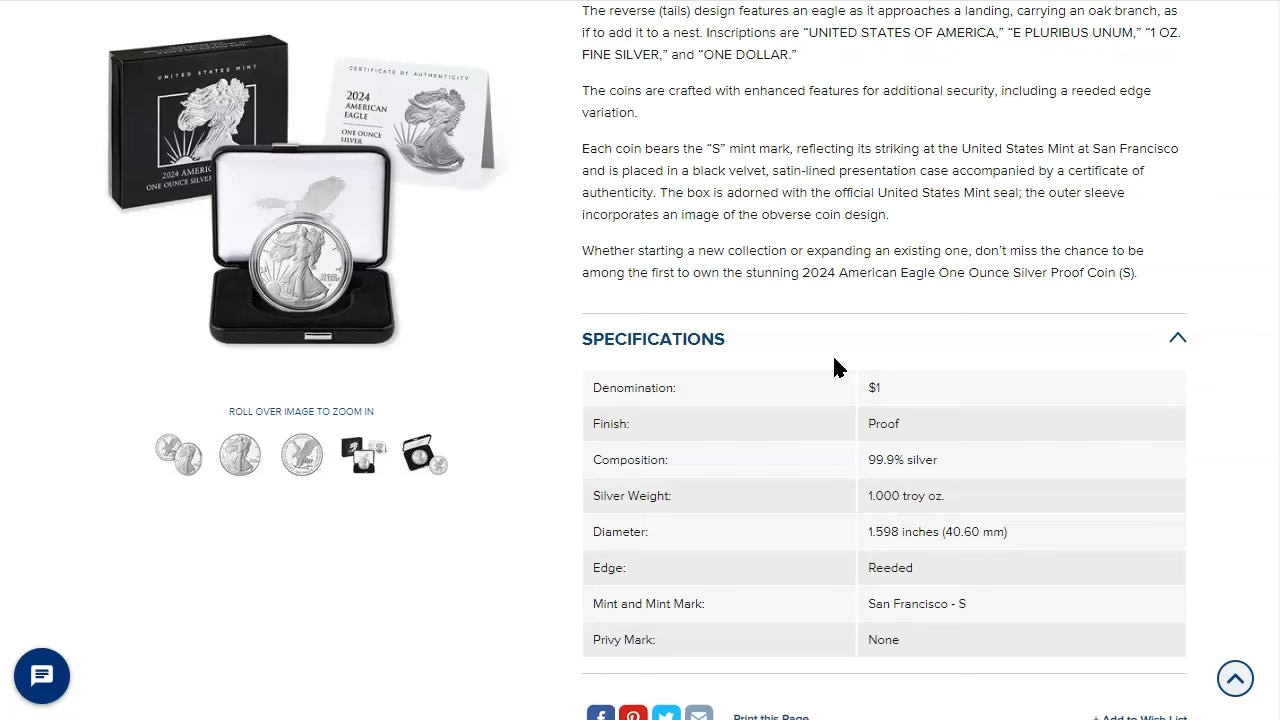 The reverse (tails) design features an eagle as it approaches a landing, carrying an oak branch, as
if to add it to a nest. Inscriptions are “UNITED STATES OF AMERICA,” “E PLURIBUS UNUM,” “1 OZ.
FINE SILVER,” and “ONE DOLLAR.”
The coins are crafted with enhanced features for additional security, including a reeded edge
variation.
Each coin bears the “S” mint mark, reflecting its striking at the United States Mint at San Francisco
and is placed in a black velvet, satin-lined presentation case accompanied by a certificate of
authenticity. The box is adorned with the official United States Mint seal; the outer sleeve
incorporates an image of the obverse coin design.
Whether starting a new collection or expanding an existing one, don’t miss the chance to be
among the first to own the stunning 2024 American Eagle One Ounce Silver Proof Coin (S).
UNITED STATES MINT
2024 AMERIC
ONE OUNCE SILVER
CERTIFICATE OF AUTHENTICITY
2024
AMERICAN
EAGLE
ONE OUNCE
SILVER
ROLL OVER IMAGE TO ZOOM IN
SPECIFICATIONS
Denomination: $1
Finish: Proof
Composition: 99.9% silver
Silver Weight: 1.000 troy oz.
Diameter: 1.598 inches (40.60 mm)
Edge: Reeded
Mint and Mint Mark: San Francisco - S
Privy Mark: None
Print this Page
+ Add to Wish List